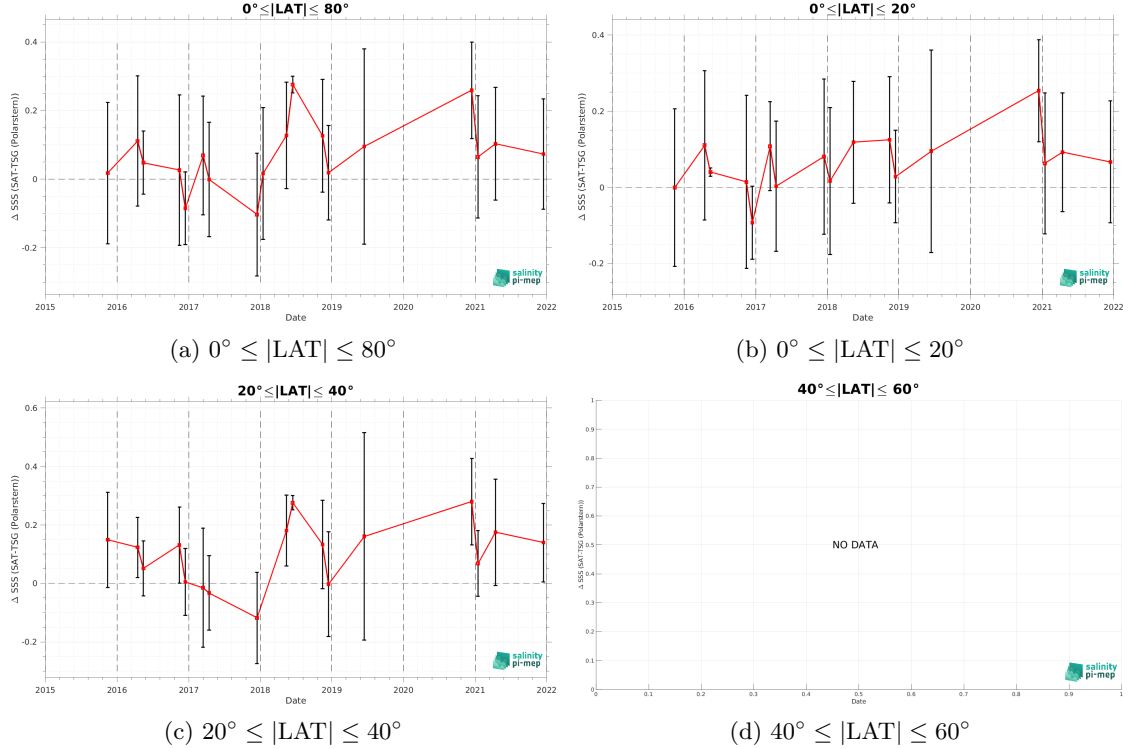 0°≤|LAT|≤ 80°
Δ SSS (SAT-TSG (Polarstern))
0.4
0.2
0
-0.2
2015 2016 2017 2018 2019 2020 2021 2022
Date
salinity
pi-mep
(a) 0° ≤ |LAT| ≤ 80°
0°≤|LAT|≤ 20°
Δ SSS (SAT-TSG (Polarstern))
0.4
0.2
0
-0.2
2015 2016 2017 2018 2019 2020 2021 2022
Date
salinity
pi-mep
(b) 0° ≤ |LAT| ≤ 20°
20°≤|LAT|≤ 40°
Δ SSS (SAT-TSG (Polarstern))
0.6
0.4
0.2
0
-0.2
2015 2016 2017 2018 2019 2020 2021 2022
Date
salinity
pi-mep
(c) 20° ≤ |LAT| ≤ 40°
40°≤|LAT|≤ 60°
Δ SSS (SAT-TSG (Polarstern))
1
0.9
0.8
0.7
0.6
0.5
0.4
0.3
0.2
0.1
0
NO DATA
0 0.1 0.2 0.3 0.4 0.5 0.6 0.7 0.8 0.9 1
Date
salinity
pi-mep
(d) 40° ≤ |LAT| ≤ 60°